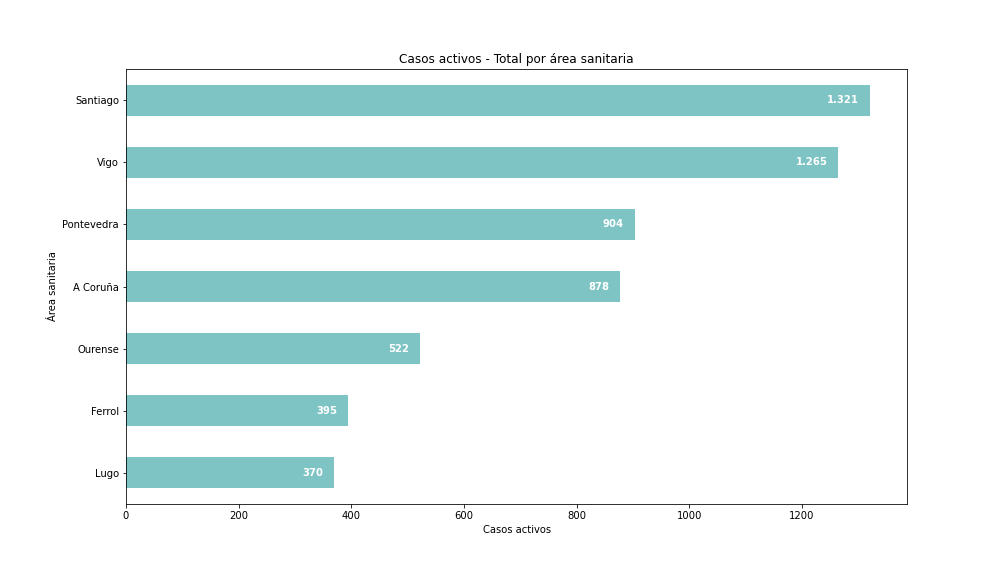 Casos activos - Total por área sanitaria
Santiago 1.321
Vigo 1.265
Pontevedra 904
A Coruña 878
Ourense 522
Ferrol 395
Lugo 370
Área sanitaria
0 200 400 600 800 1000 1200
Casos activos